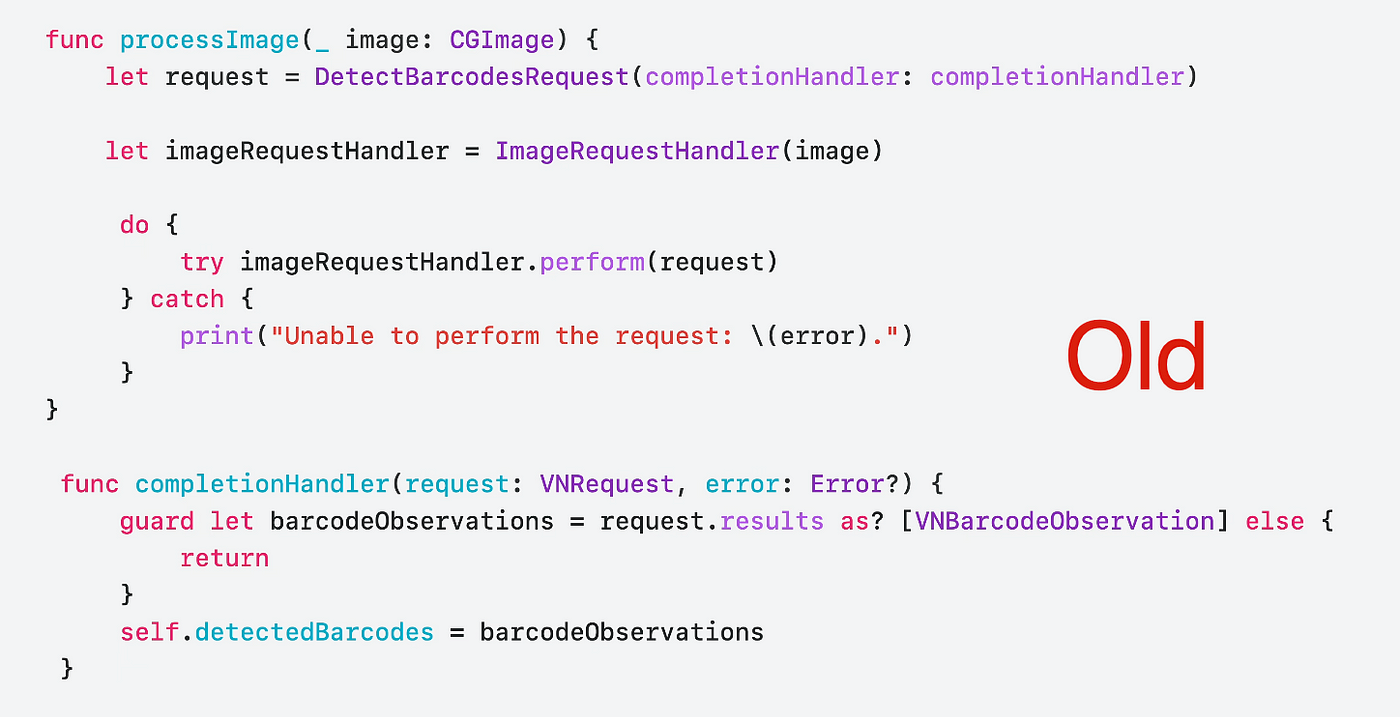 func processImage(_ image: CGImage) {
let request = DetectBarcodesRequest(completionHandler: completionHandler)
let imageRequestHandler = ImageRequestHandler(image)
do {
try imageRequestHandler.perform(request)
} catch {
print("Unable to perform the request: \(error).")
}
}
Old
func completionHandler(request: VNRequest, error: Error?) {
guard let barcodeObservations = request.results as? [VNBarcodeObservation] else {
return
}
self.detectedBarcodes = barcodeObservations
}